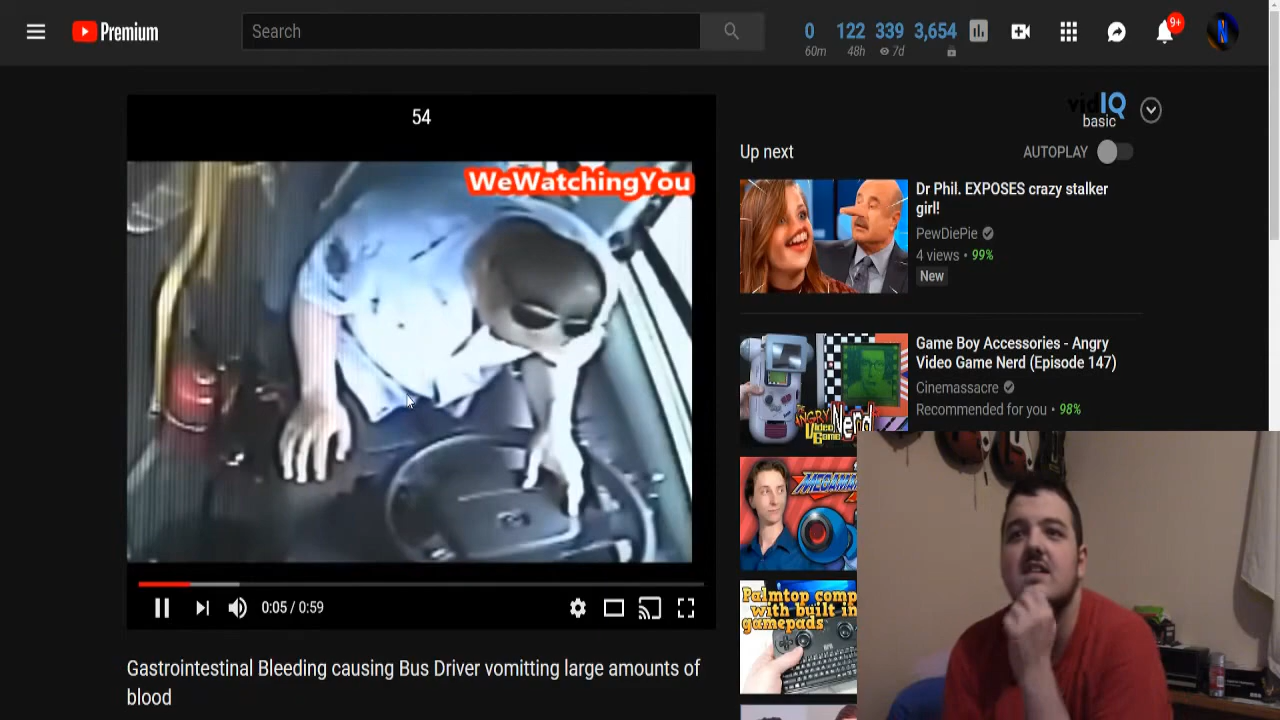 Premium
Search
0 122 339 3,654
60m 48h 7d
9+
N
54
WeWatchingYou
vidIQ
basic
Up next
AUTOPLAY
Dr Phil. EXPOSES crazy stalker
girl!
PewDiePie
4 views • 99%
New
Game Boy Accessories - Angry
Video Game Nerd (Episode 147)
Cinemassacre
Recommended for you • 98%
Nerd
Palmtop comp
with built in
gamepads
0:05 / 0:59
Gastrointestinal Bleeding causing Bus Driver vomitting large amounts of
blood